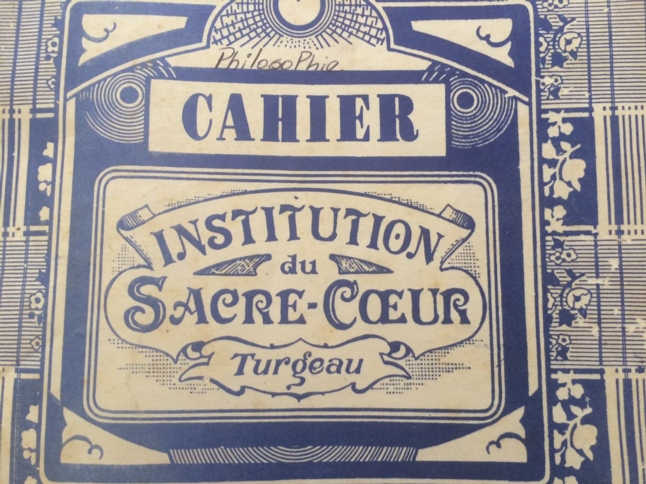 Philosophie
CAHIER
INSTITUTION
du
SACRE-CŒUR
Turgeau